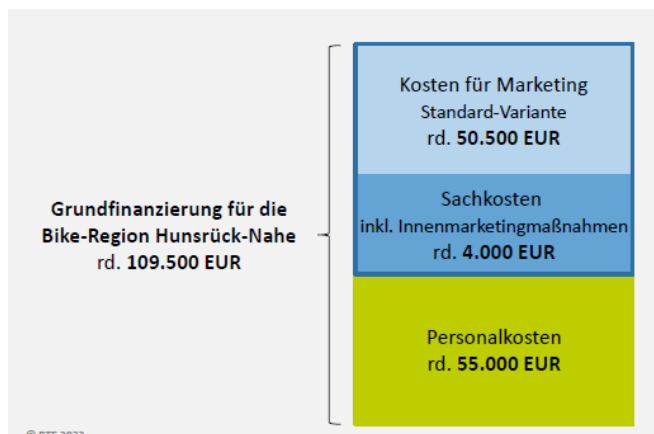 Kosten für Marketing
Standard-Variante
rd. 50.500 EUR
Sachkosten
inkl. Innenmarketingmaßnahmen
rd. 4.000 EUR
Grundfinanzierung für die
Bike-Region Hunsrück-Nahe
rd. 109.500 EUR
Personalkosten
rd. 55.000 EUR